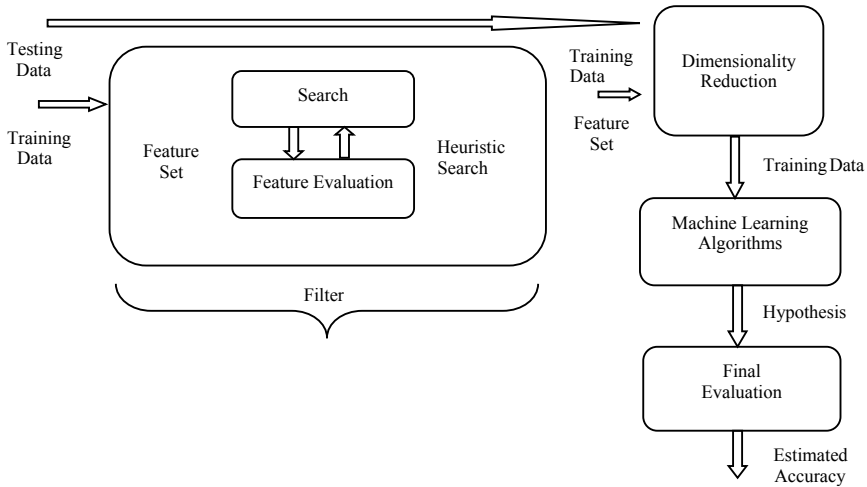 Testing
Data
Training
Data
Search
Feature
Set
Feature Evaluation
Heuristic
Search
Filter
Training
Data
Feature
Set
Dimensionality
Reduction
Training Data
Machine Learning
Algorithms
Hypothesis
Final
Evaluation
Estimated
Accuracy